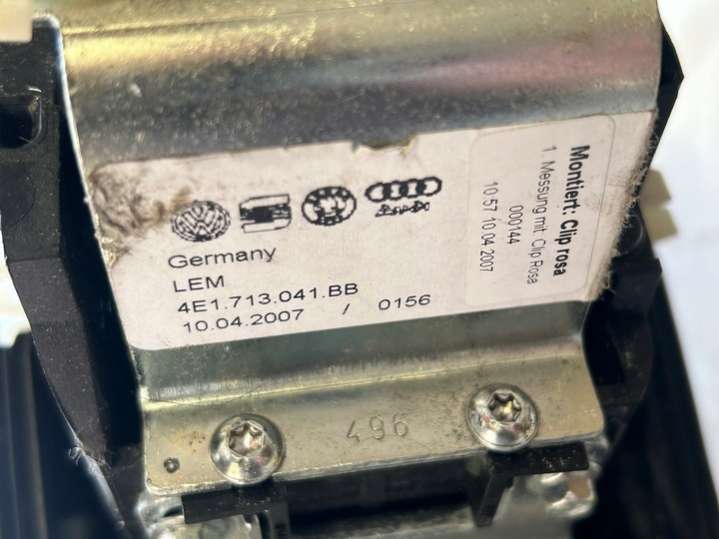 Germany
LEM
4E1.713.041.BB
10.04.2007 / 0156
Montiert: Clip rosa
1. Messung mit: Clip Rosa
000144
10:57 10.04.2007
496